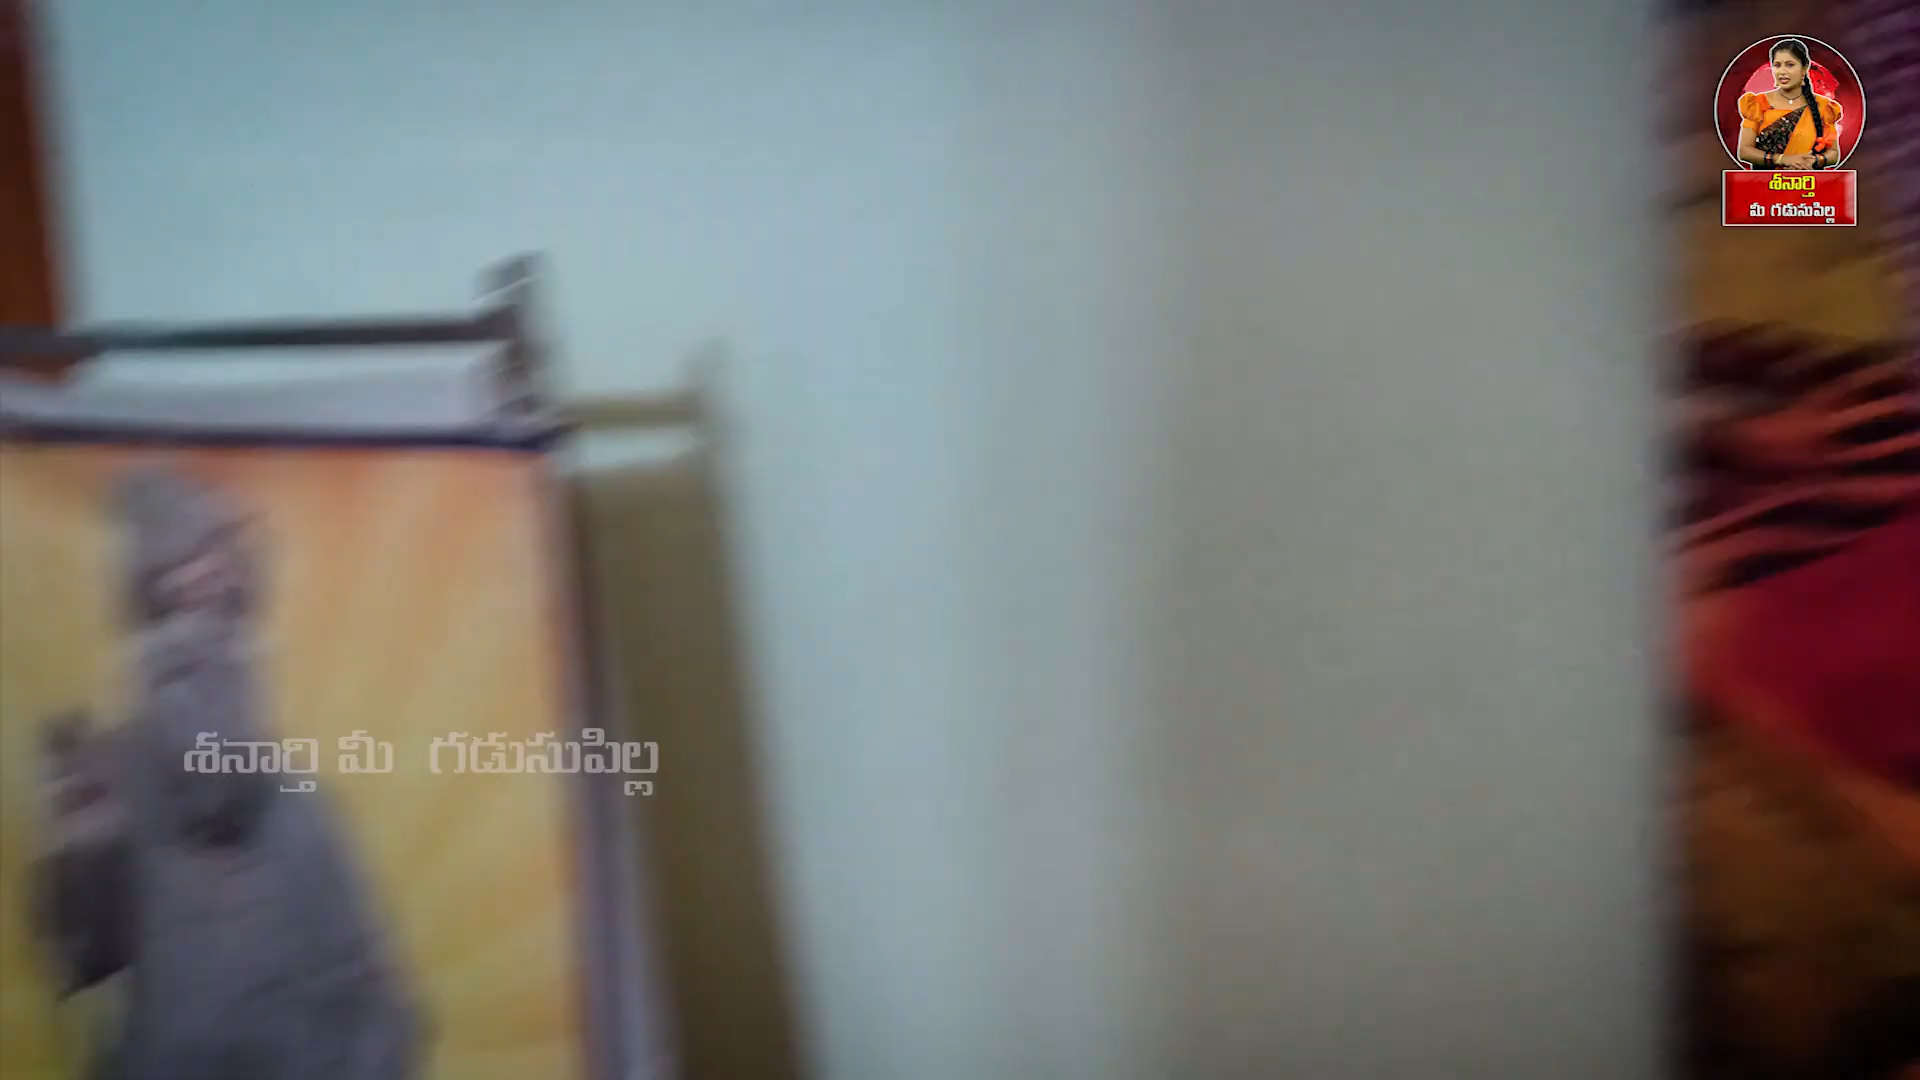 శనార్తి
మీ గడుసుపిల్ల
శనార్తి మీ గడుసుపిల్ల